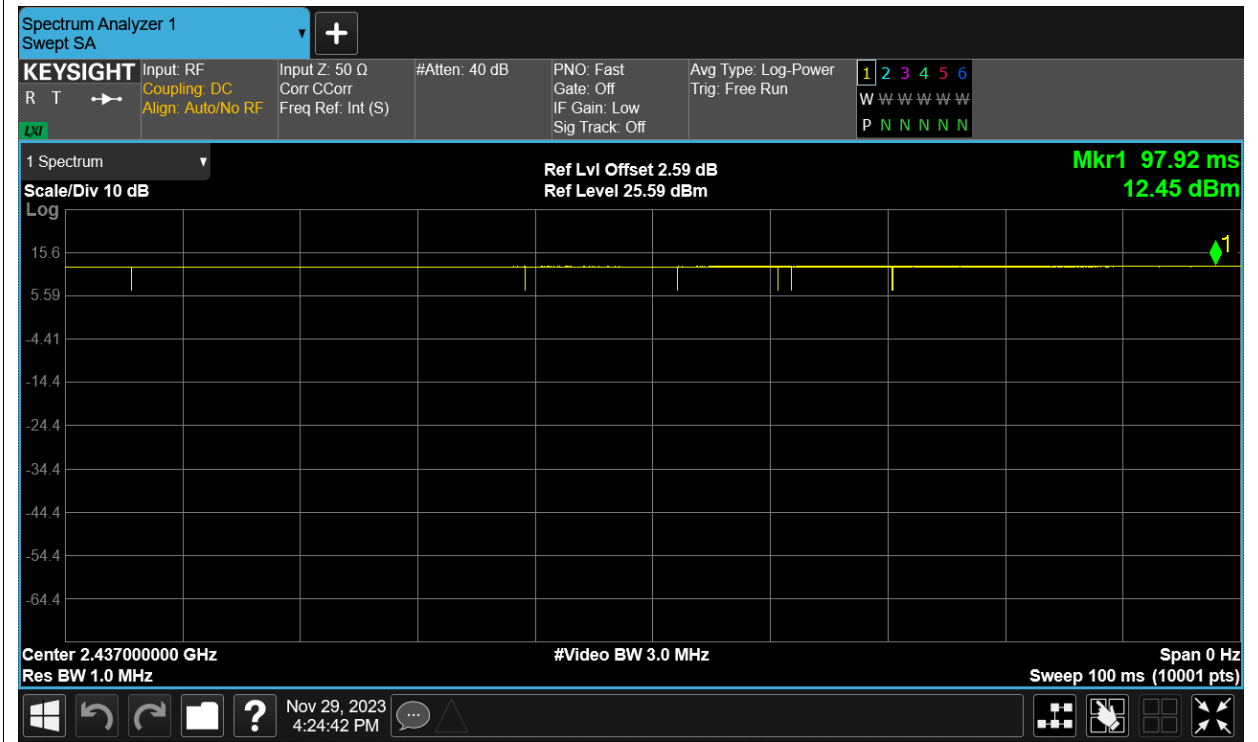 Spectrum Analyzer 1
Swept SA
KEYSIGHT
R T
LXI
Input: RF
Coupling: DC
Align: Auto/No RF
Input Z: 50 Ω
Corr CCorr
Freq Ref: Int (S)
#Atten: 40 dB
PNO: Fast
Gate: Off
IF Gain: Low
Sig Track: Off
Avg Type: Log-Power
Trig: Free Run
1 2 3 4 5 6
W W W W W W
P N N N N N
1 Spectrum
Scale/Div 10 dB
Log
Ref Lvl Offset 2.59 dB
Ref Level 25.59 dBm
Mkr1 97.92 ms
12.45 dBm
1
15.6
5.59
-4.41
-14.4
-24.4
-34.4
-44.4
-54.4
-64.4
Center 2.437000000 GHz
Res BW 1.0 MHz
#Video BW 3.0 MHz
Span 0 Hz
Sweep 100 ms (10001 pts)
Nov 29, 2023
4:24:42 PM